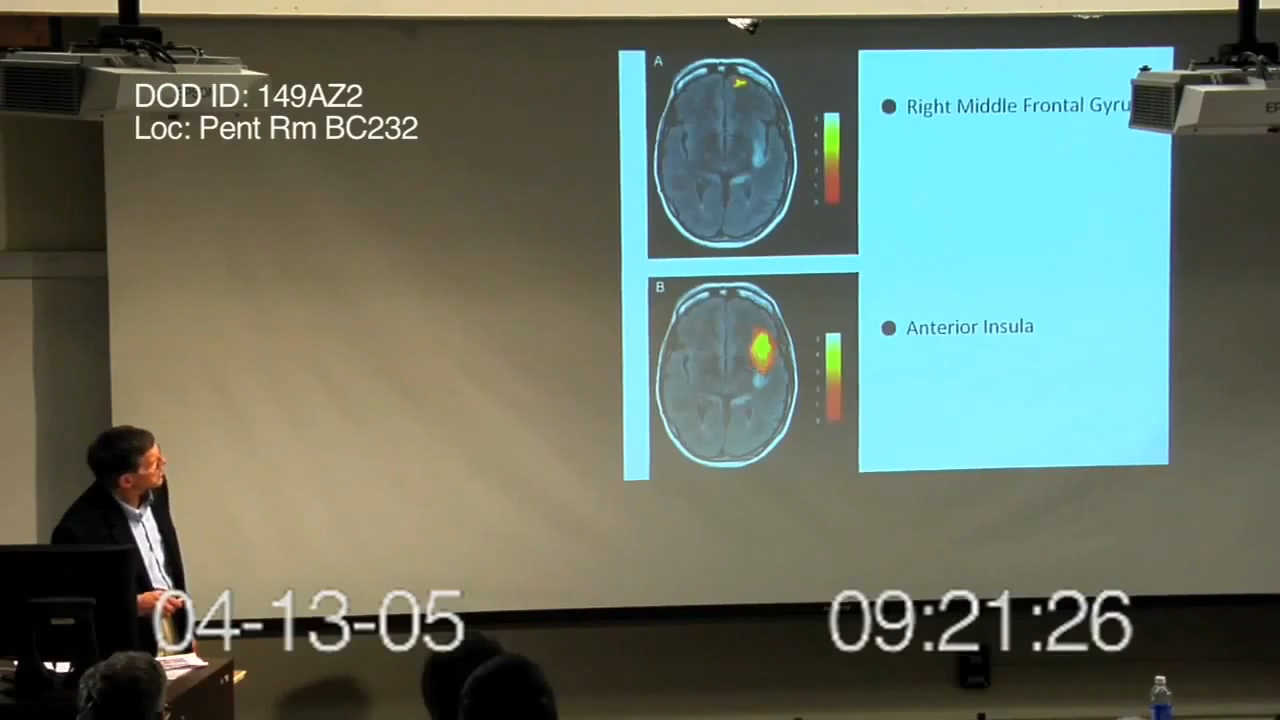 DOD ID: 149AZ2
Loc: Pent Rm BC232
A
Right Middle Frontal Gyru
B
Anterior Insula
04-13-05
09:21:26